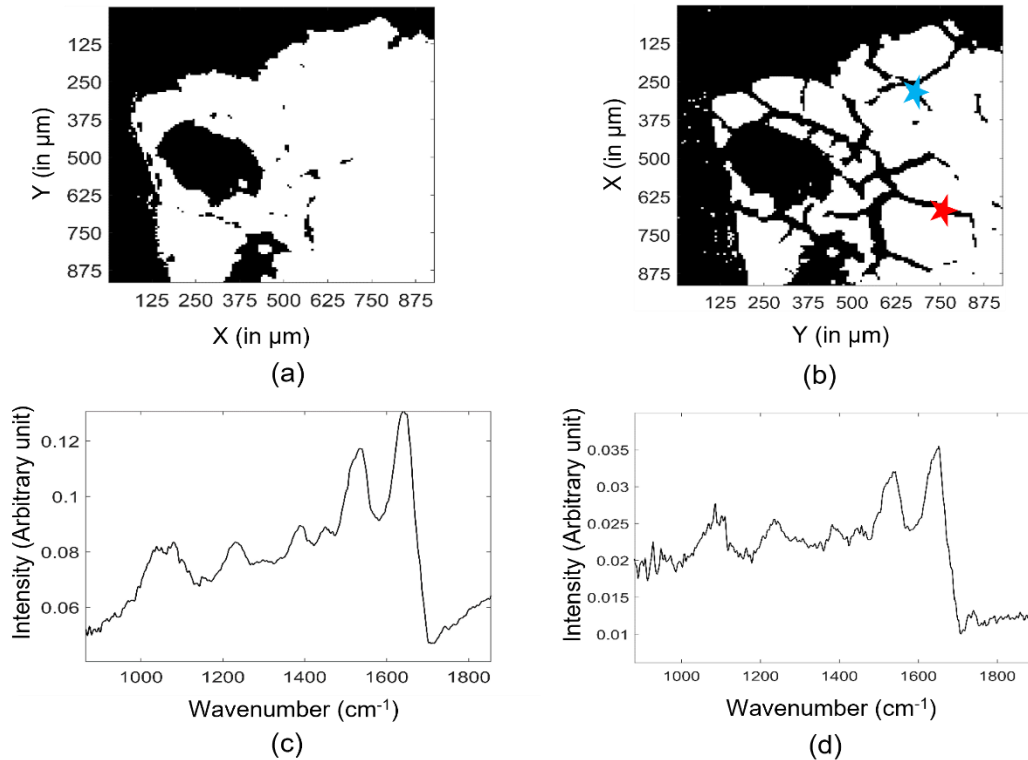 125
250
375
500
625
750
875
Y (in µm)
125 250 375 500 625 750 875
X (in µm)
(a)
125
250
375
500
625
750
875
X (in µm)
125 250 375 500 625 750 875
Y (in µm)
(b)
0.12
0.1
0.08
0.06
Intensity (Arbitrary unit)
1000 1200 1400 1600 1800
Wavenumber (cm-1)
(c)
0.035
0.03
0.025
0.02
0.015
0.01
Intensity (Arbitrary unit)
1000 1200 1400 1600 1800
Wavenumber (cm-1)
(d)